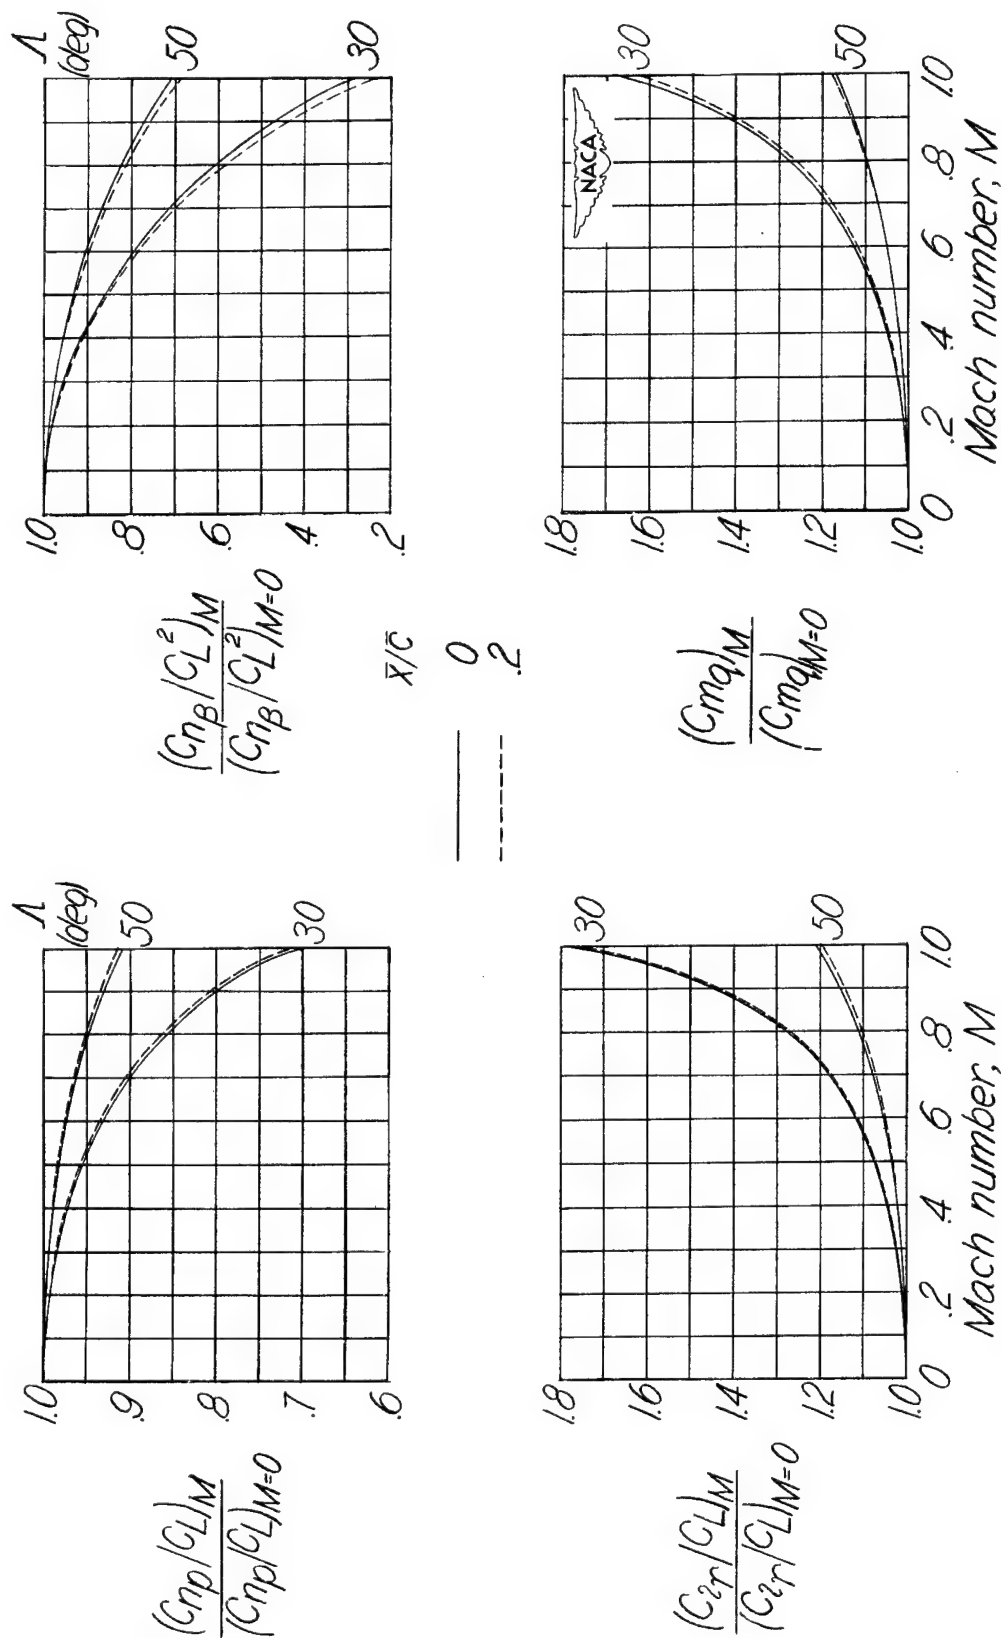 (Cnp/CL)M
(Cnp/CL)M=0
1.0
.9
.8
.7
.6
Λ
(deg)
50
30
(Cnβ/CL²)M
(Cnβ/CL²)M=0
1.0
.8
.6
.4
.2
Λ
(deg)
50
30
x̄/c̄
0
.2
(Clr/CL)M
(Clr/CL)M=0
1.8
1.6
1.4
1.2
1.0
30
50
0 .2 .4 .6 .8 1.0
Mach number, M
(Cmq)M
(Cmq)M=0
1.8
1.6
1.4
1.2
1.0
NACA
30
50
0 .2 .4 .6 .8 1.0
Mach number, M